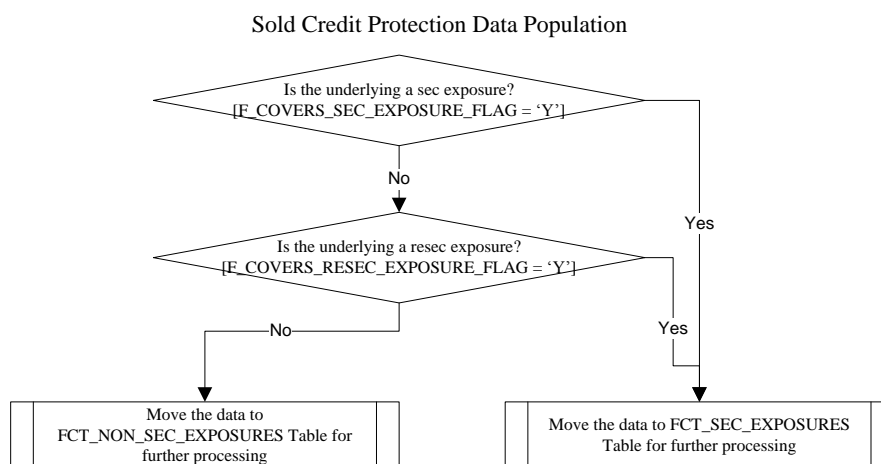 Sold Credit Protection Data Population
Is the underlying a sec exposure?
[F_COVERS_SEC_EXPOSURE_FLAG = ‘Y’]
No
Yes
Is the underlying a resec exposure?
[F_COVERS_RESEC_EXPOSURE_FLAG = ‘Y’]
No
Yes
Move the data to
FCT_NON_SEC_EXPOSURES Table for
further processing
Move the data to FCT_SEC_EXPOSURES
Table for further processing